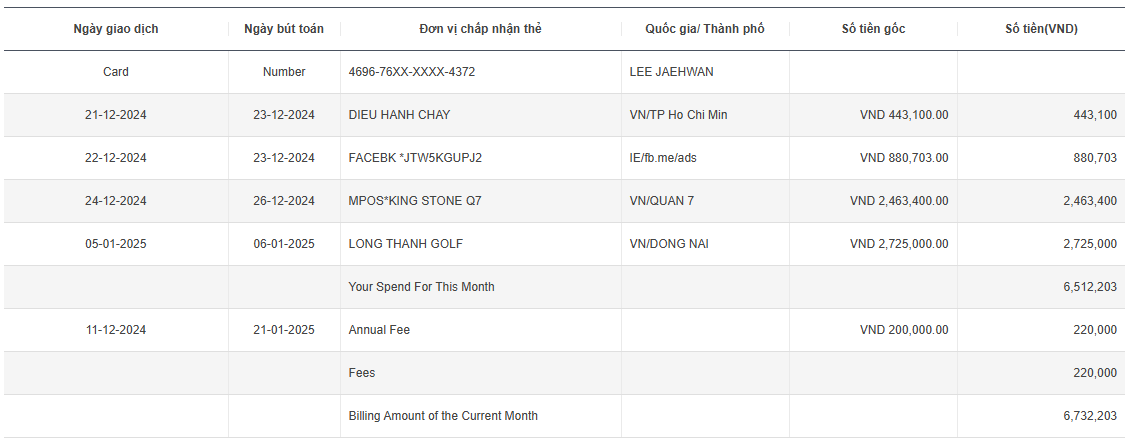 Ngày giao dịch Ngày bút toán Đơn vị chấp nhận thẻ Quốc gia/ Thành phố Số tiền gốc Số tiền(VND)
Card Number 4696-76XX-XXXX-4372 LEE JAEHWAN
21-12-2024 23-12-2024 DIEU HANH CHAY VN/TP Ho Chi Min VND 443,100.00 443,100
22-12-2024 23-12-2024 FACEBK *JTW5KGUPJ2 IE/fb.me/ads VND 880,703.00 880,703
24-12-2024 26-12-2024 MPOS*KING STONE Q7 VN/QUAN 7 VND 2,463,400.00 2,463,400
05-01-2025 06-01-2025 LONG THANH GOLF VN/DONG NAI VND 2,725,000.00 2,725,000
Your Spend For This Month 6,512,203
11-12-2024 21-01-2025 Annual Fee VND 200,000.00 220,000
Fees 220,000
Billing Amount of the Current Month 6,732,203